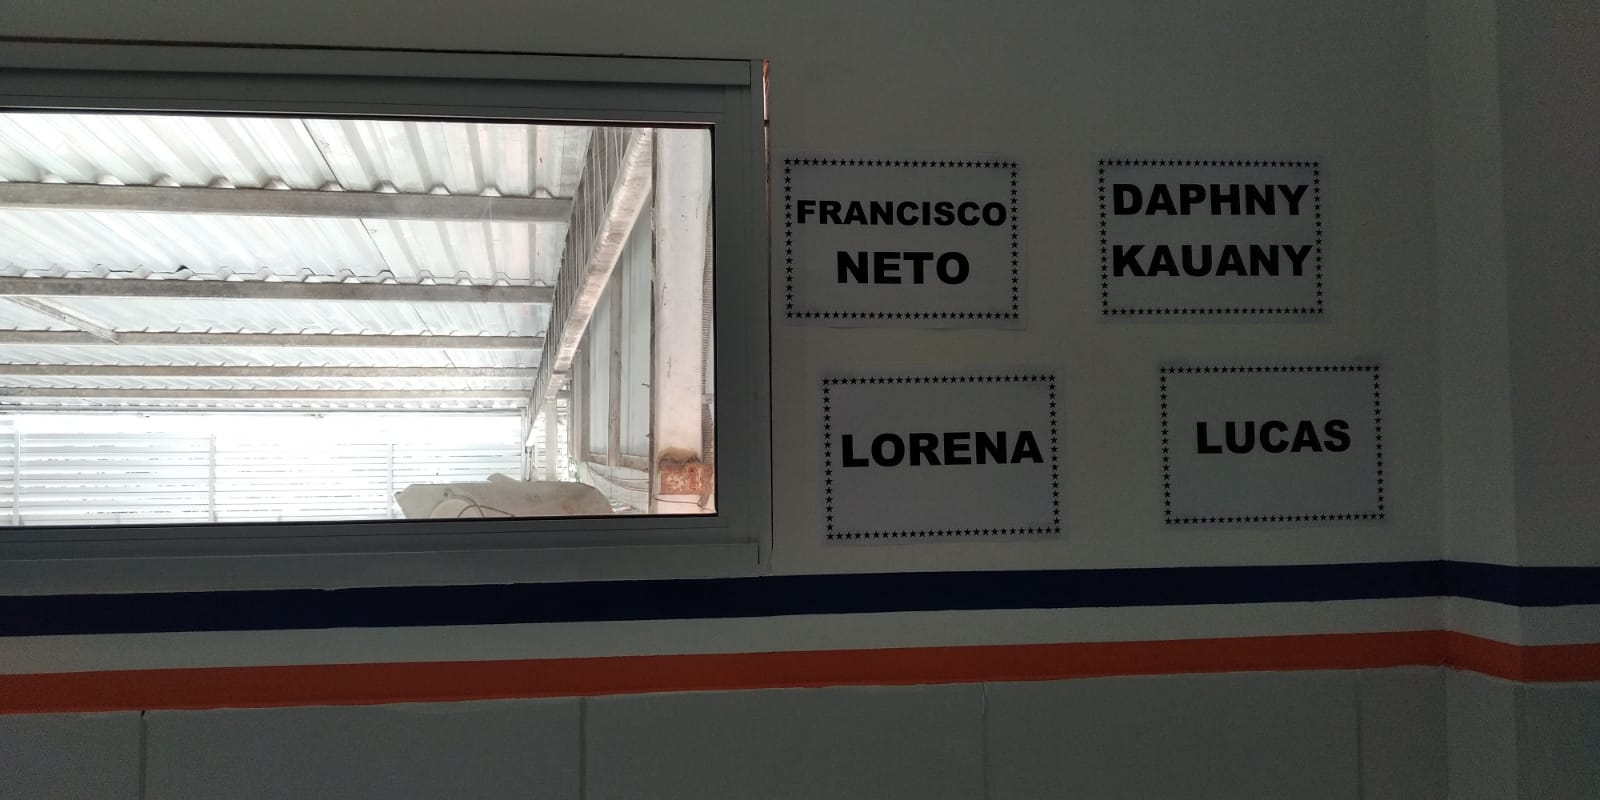 FRANCISCO
NETO
DAPHNY
KAUANY
LORENA
LUCAS